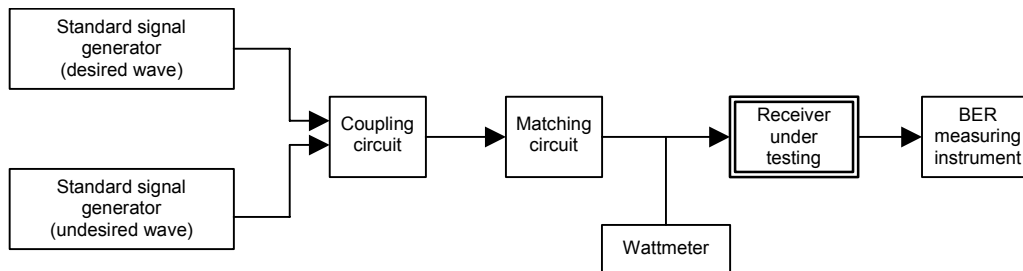 Standard signal
generator
(desired wave)
Coupling
circuit
Matching
circuit
Receiver
under
testing
BER
measuring
instrument
Standard signal
generator
(undesired wave)
Wattmeter